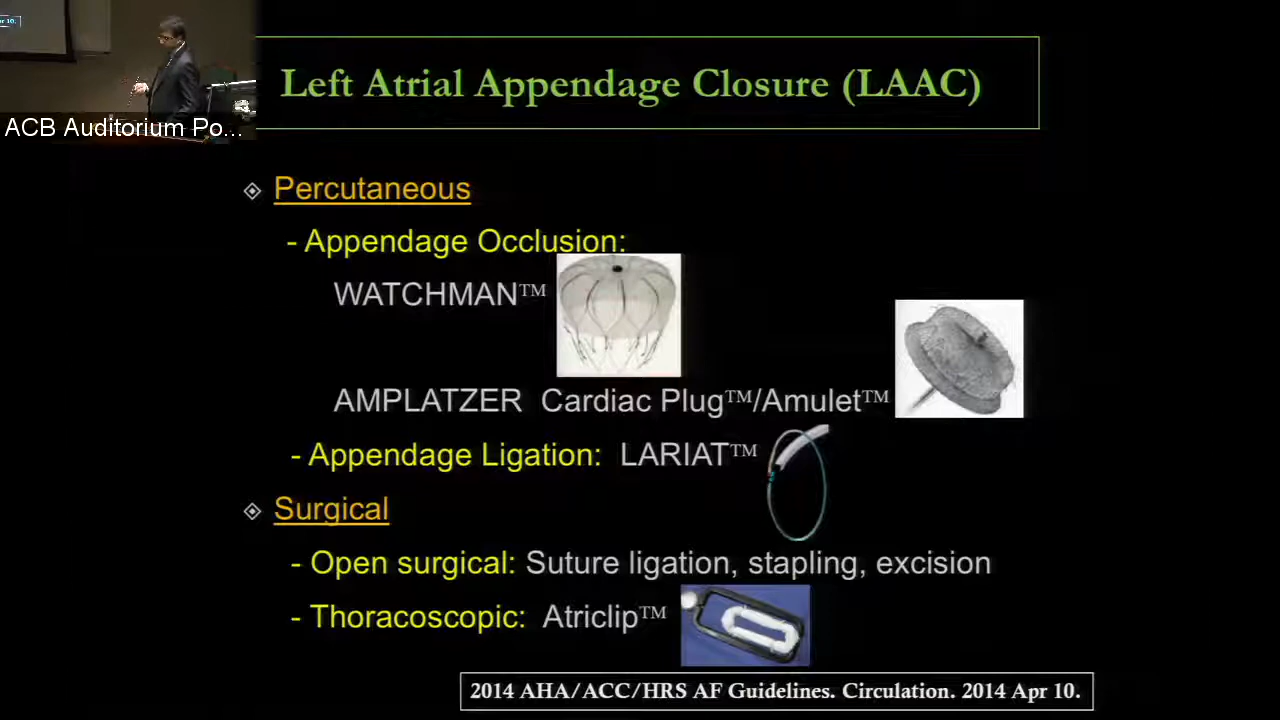 pr 10.
ACB Auditorium Po...
Left Atrial Appendage Closure (LAAC)
Percutaneous
- Appendage Occlusion:
WATCHMAN™
AMPLATZER Cardiac Plug™/Amulet™
- Appendage Ligation: LARIAT™
Surgical
- Open surgical: Suture ligation, stapling, excision
- Thoracoscopic: Atriclip™
2014 AHA/ACC/HRS AF Guidelines. Circulation. 2014 Apr 10.